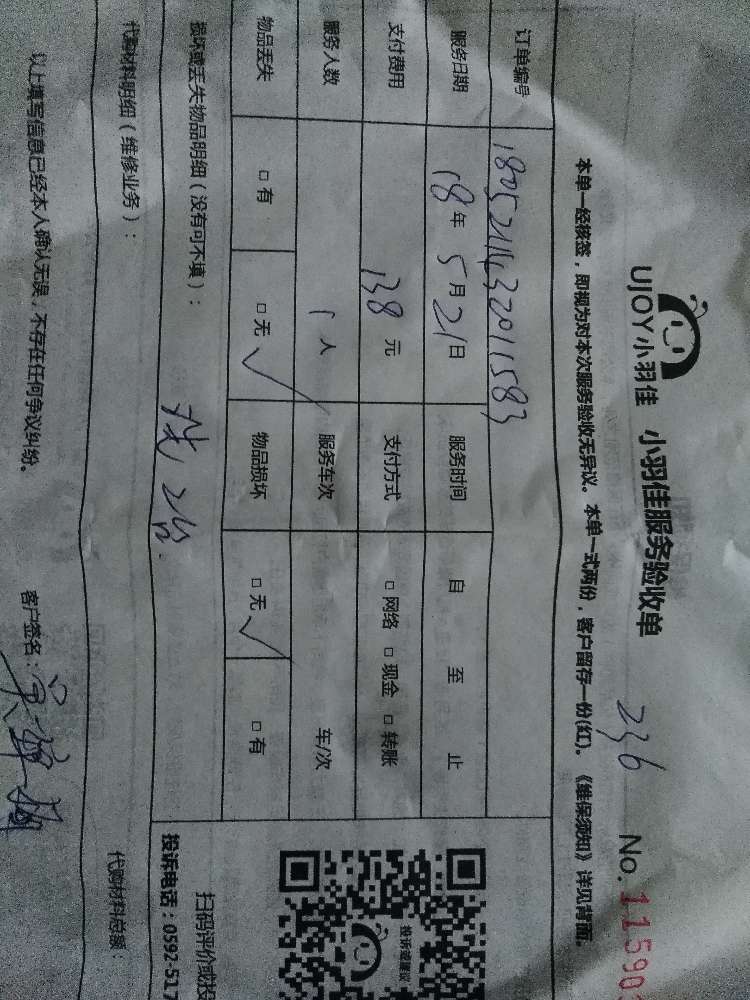 UJOY小羽佳 小羽佳服务验收单 236 No.11590
本单一经核签，即视为对本次服务验收无异议。本单一式两份，客户留存一份(红)。《维保须知》详见背面。
订单编号
服务日期 18年 5月 21日 服务时间 自 至 止
支付费用 138 元 支付方式 □网络 □现金 □转账
服务人数 1 人 服务车次 车/次
物品丢失 □有 □无 ✓ 物品损坏 □无 ✓ □有
损坏或丢失物品明细（没有可不填）：
代购材料明细（维修业务）： 代购材料总额：
以上填写信息已经本人确认无误，不存在任何争议纠纷。 客户签名：
投诉或建议
扫码评价或投
投诉电话：0592-517